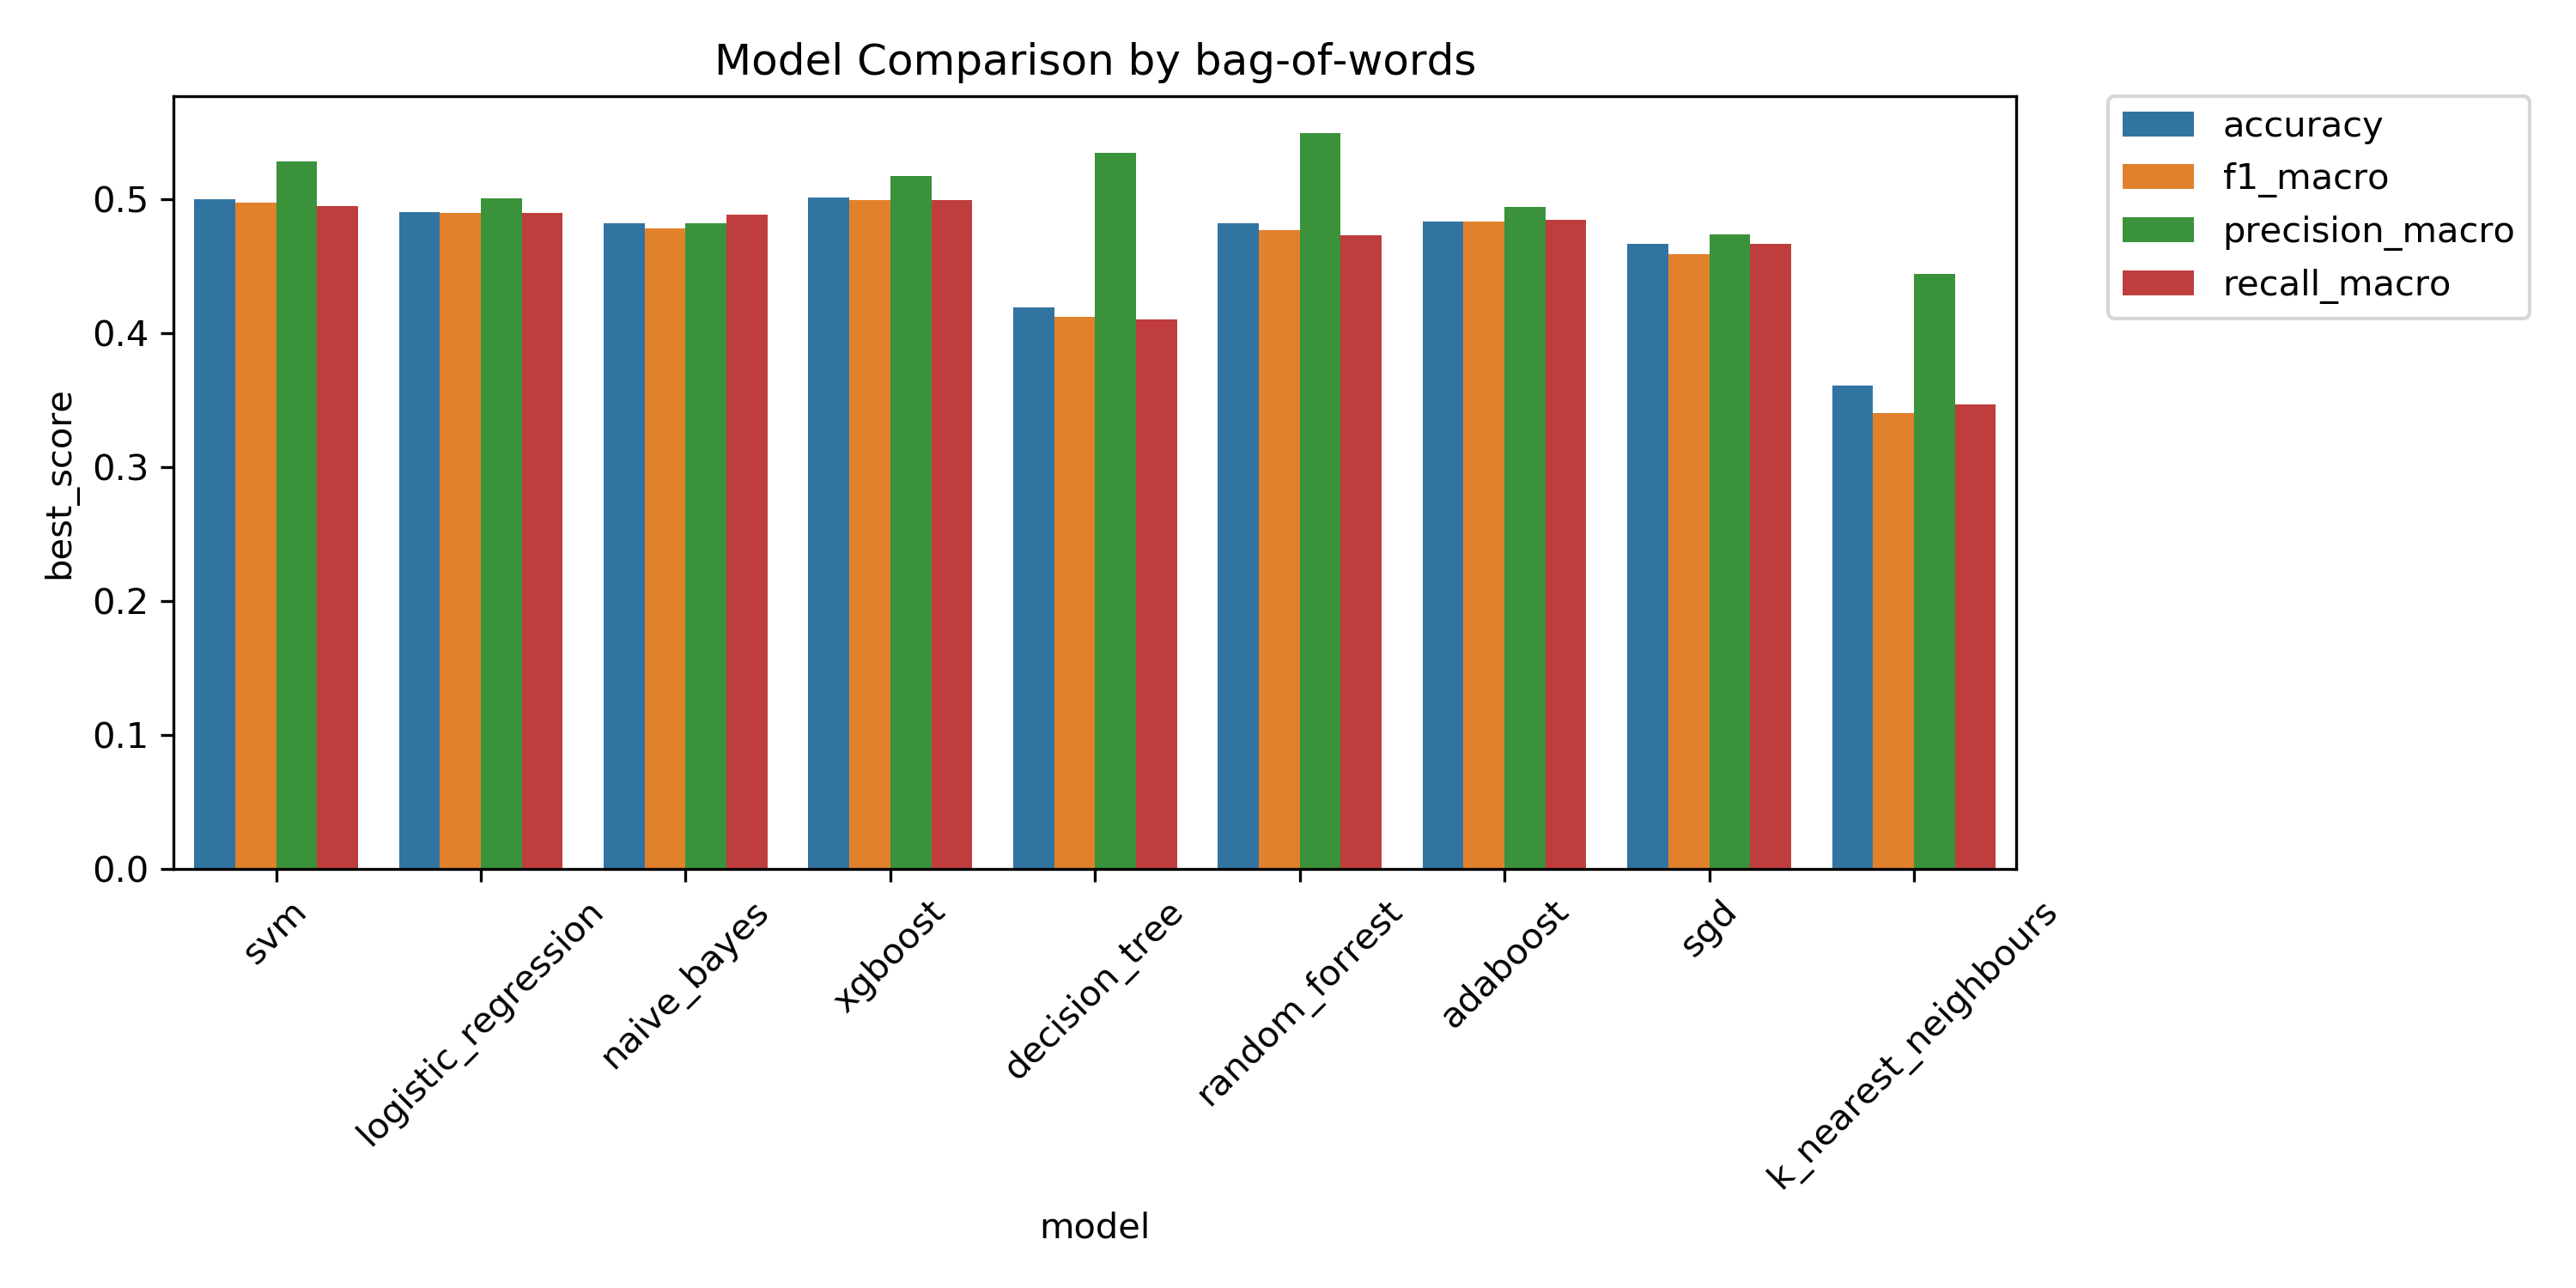 Model Comparison by bag-of-words
accuracy
f1_macro
precision_macro
recall_macro
best_score
0.5
0.4
0.3
0.2
0.1
0.0
svm
logistic_regression
naive_bayes
xgboost
decision_tree
random_forrest
adaboost
sgd
k_nearest_neighbours
model